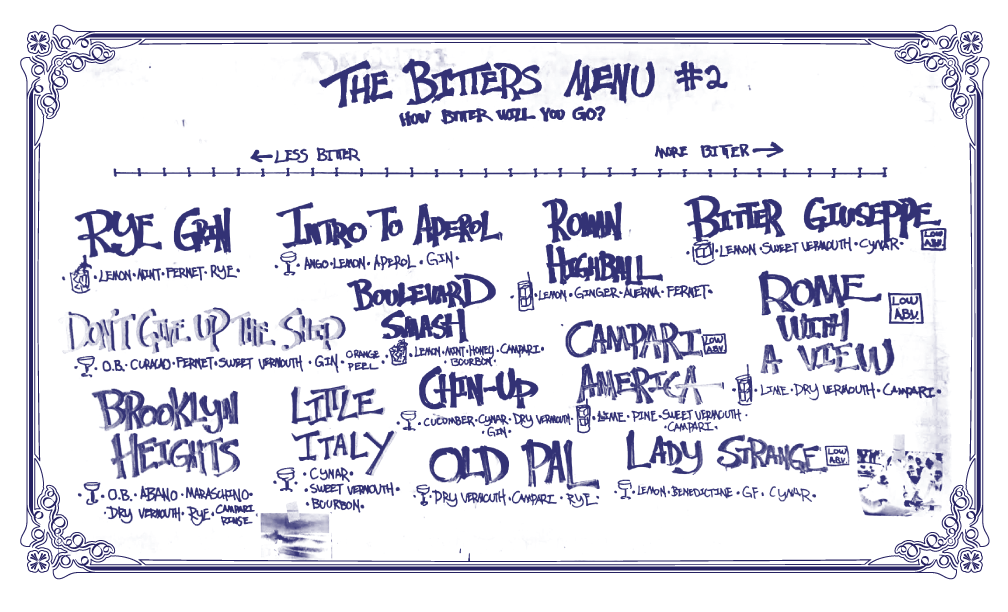 THE BITTERS MENU #2
HOW BITTER WILL YOU GO?
← LESS BITTER
MORE BITTER →
RYE GRIN
• LEMON • MINT • FERNET • RYE •
INTRO TO APEROL
• ANGO • LEMON • APEROL • GIN •
ROMAN
HIGHBALL
• LEMON • GINGER • AVERNA • FERNET •
BITTER GIUSEPPE
• LEMON • SWEET VERMOUTH • CYNAR •
LOW
ABV.
BOULEVARD
SMASH
ORANGE
PEEL
• LEMON • MINT • HONEY • CAMPARI •
BOURBON •
ROME
WITH
A VIEW
LOW
ABV.
• LIME • DRY VERMOUTH • CAMPARI •
DON'T GIVE UP THE SHIP
• O.B. • CURACAO • FERNET • SWEET VERMOUTH • GIN •
CAMPARI
AMERICA
LOW
ABV.
• LIME • PINE • SWEET VERMOUTH •
CAMPARI •
CHIN-UP
• CUCUMBER • CYNAR • DRY VERMOUTH •
• GIN •
BROOKLYN
HEIGHTS
• O.B. • ABANO • MARASCHINO •
• DRY VERMOUTH • RYE • CAMPARI
RINSE
LITTLE
ITALY
• CYNAR •
• SWEET VERMOUTH •
• BOURBON •
OLD PAL
• DRY VERMOUTH • CAMPARI • RYE •
LADY STRANGE
LOW
ABV.
• LEMON • BENEDICTINE • GF • CYNAR •